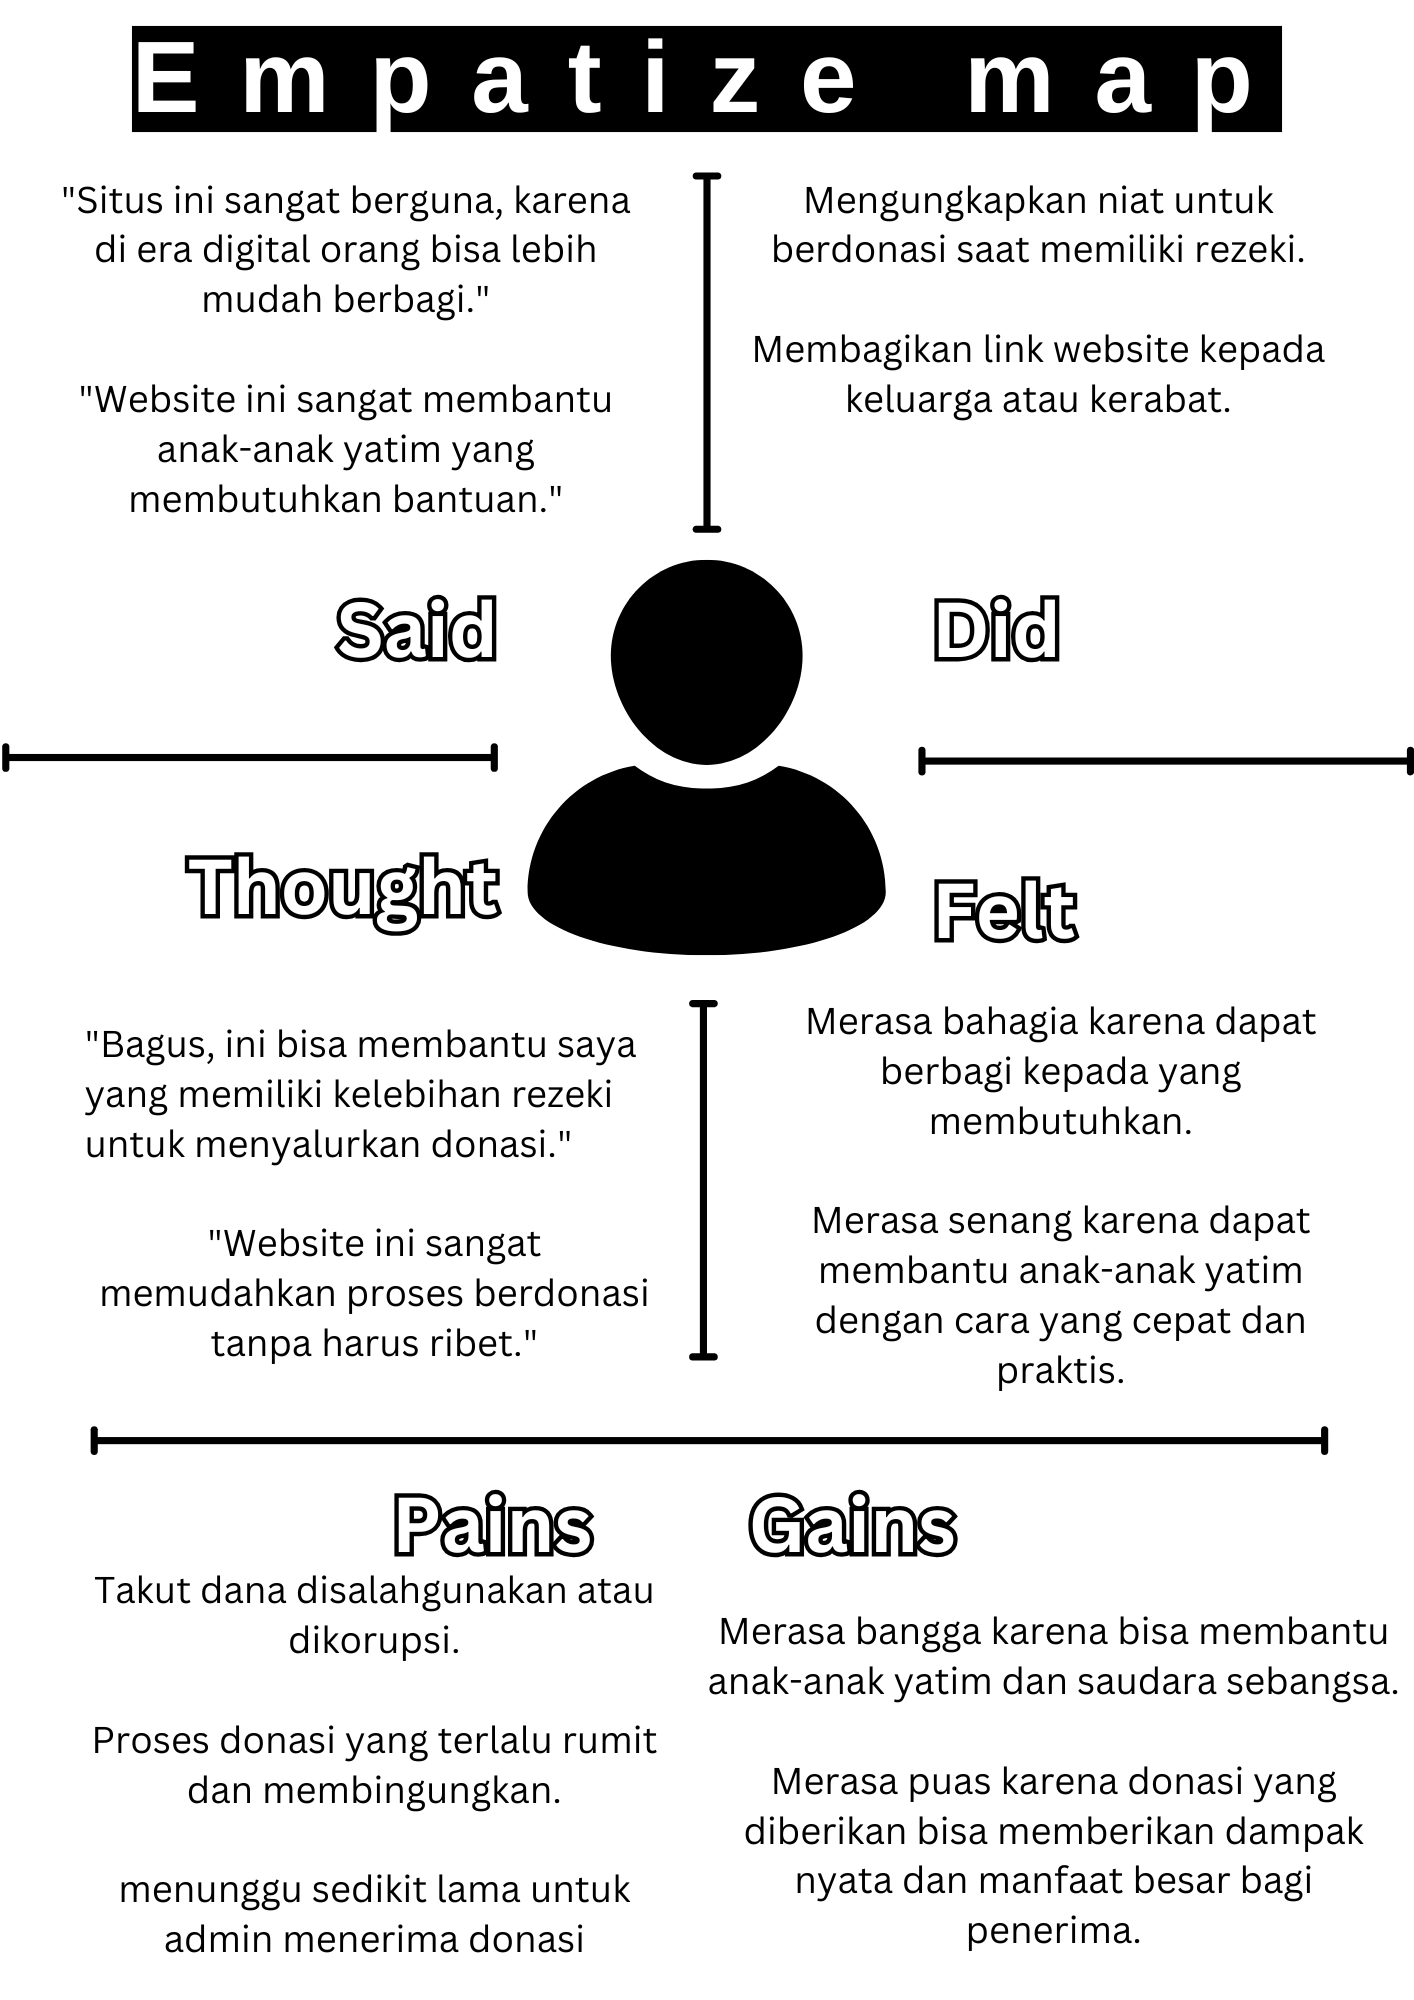 Empatize map
"Situs ini sangat berguna, karena
di era digital orang bisa lebih
mudah berbagi."
"Website ini sangat membantu
anak-anak yatim yang
membutuhkan bantuan."
Said
Mengungkapkan niat untuk
berdonasi saat memiliki rezeki.
Membagikan link website kepada
keluarga atau kerabat.
Did
Thought
"Bagus, ini bisa membantu saya
yang memiliki kelebihan rezeki
untuk menyalurkan donasi."
"Website ini sangat
memudahkan proses berdonasi
tanpa harus ribet."
Felt
Merasa bahagia karena dapat
berbagi kepada yang
membutuhkan.
Merasa senang karena dapat
membantu anak-anak yatim
dengan cara yang cepat dan
praktis.
Pains
Takut dana disalahgunakan atau
dikorupsi.
Proses donasi yang terlalu rumit
dan membingungkan.
menunggu sedikit lama untuk
admin menerima donasi
Gains
Merasa bangga karena bisa membantu
anak-anak yatim dan saudara sebangsa.
Merasa puas karena donasi yang
diberikan bisa memberikan dampak
nyata dan manfaat besar bagi
penerima.